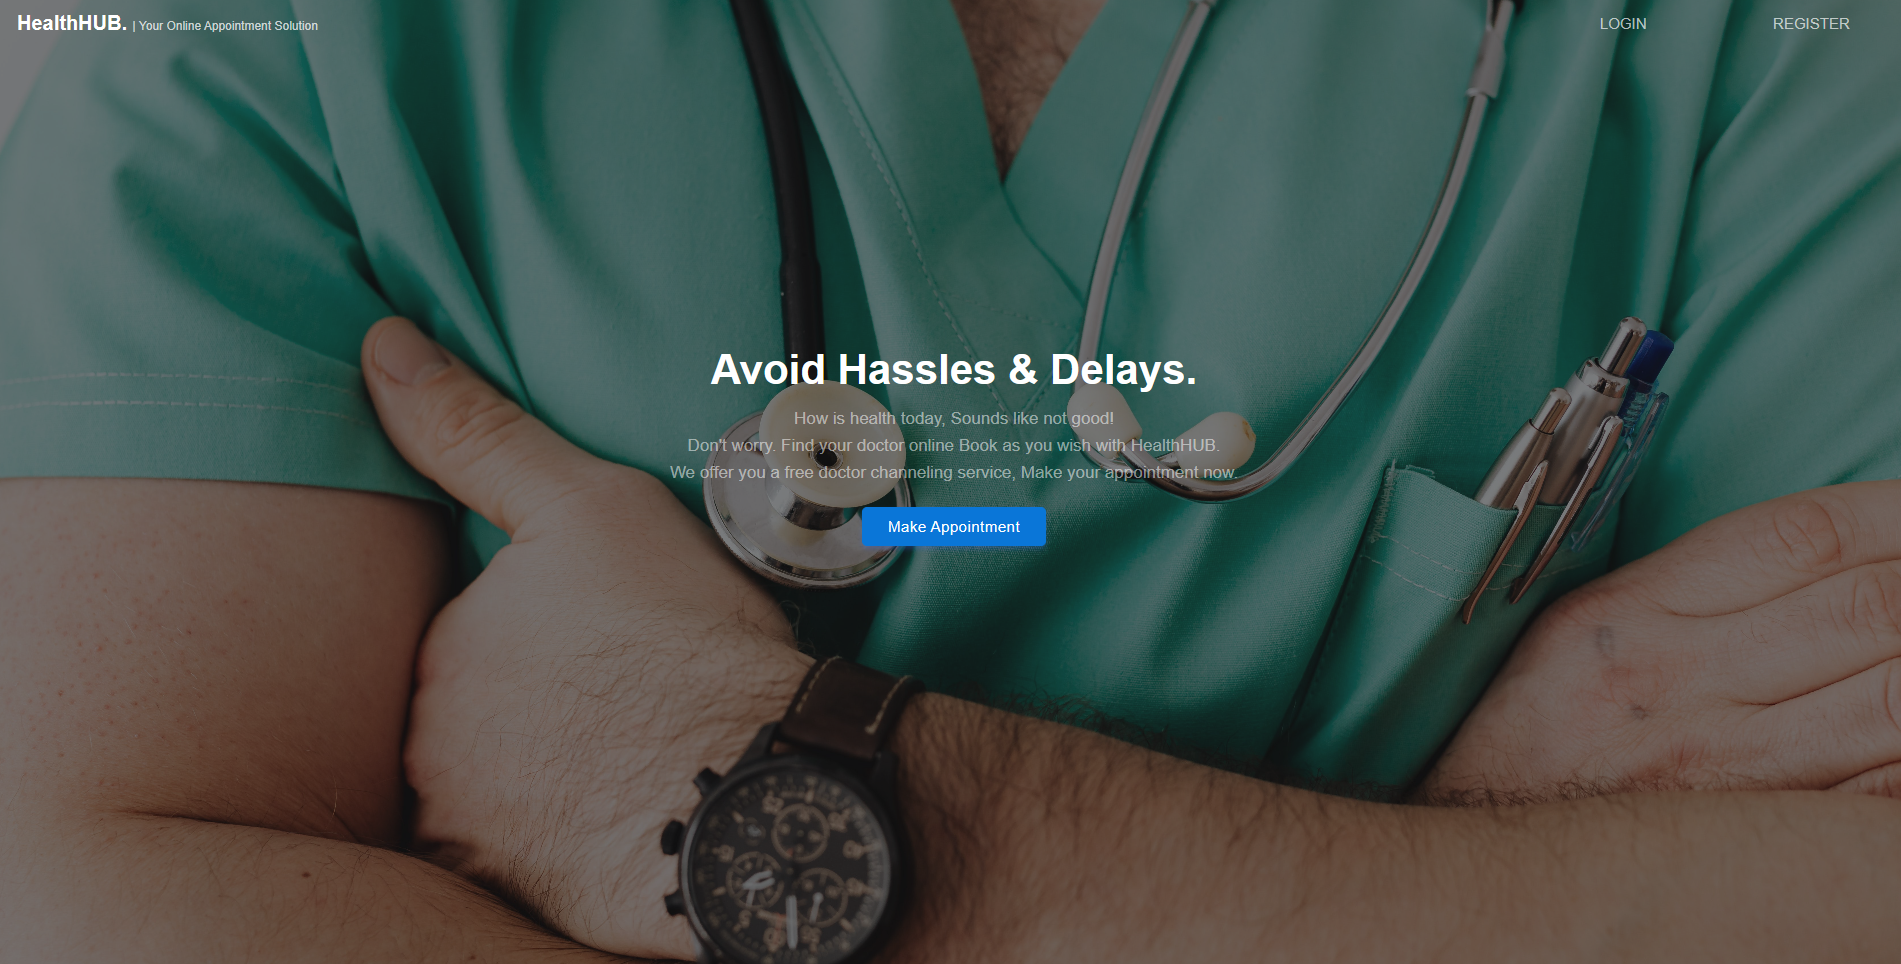 HealthHUB. | Your Online Appointment Solution
LOGIN
REGISTER
Avoid Hassles & Delays.
How is health today, Sounds like not good!
Don't worry. Find your doctor online Book as you wish with HealthHUB.
We offer you a free doctor channeling service, Make your appointment now.
Make Appointment